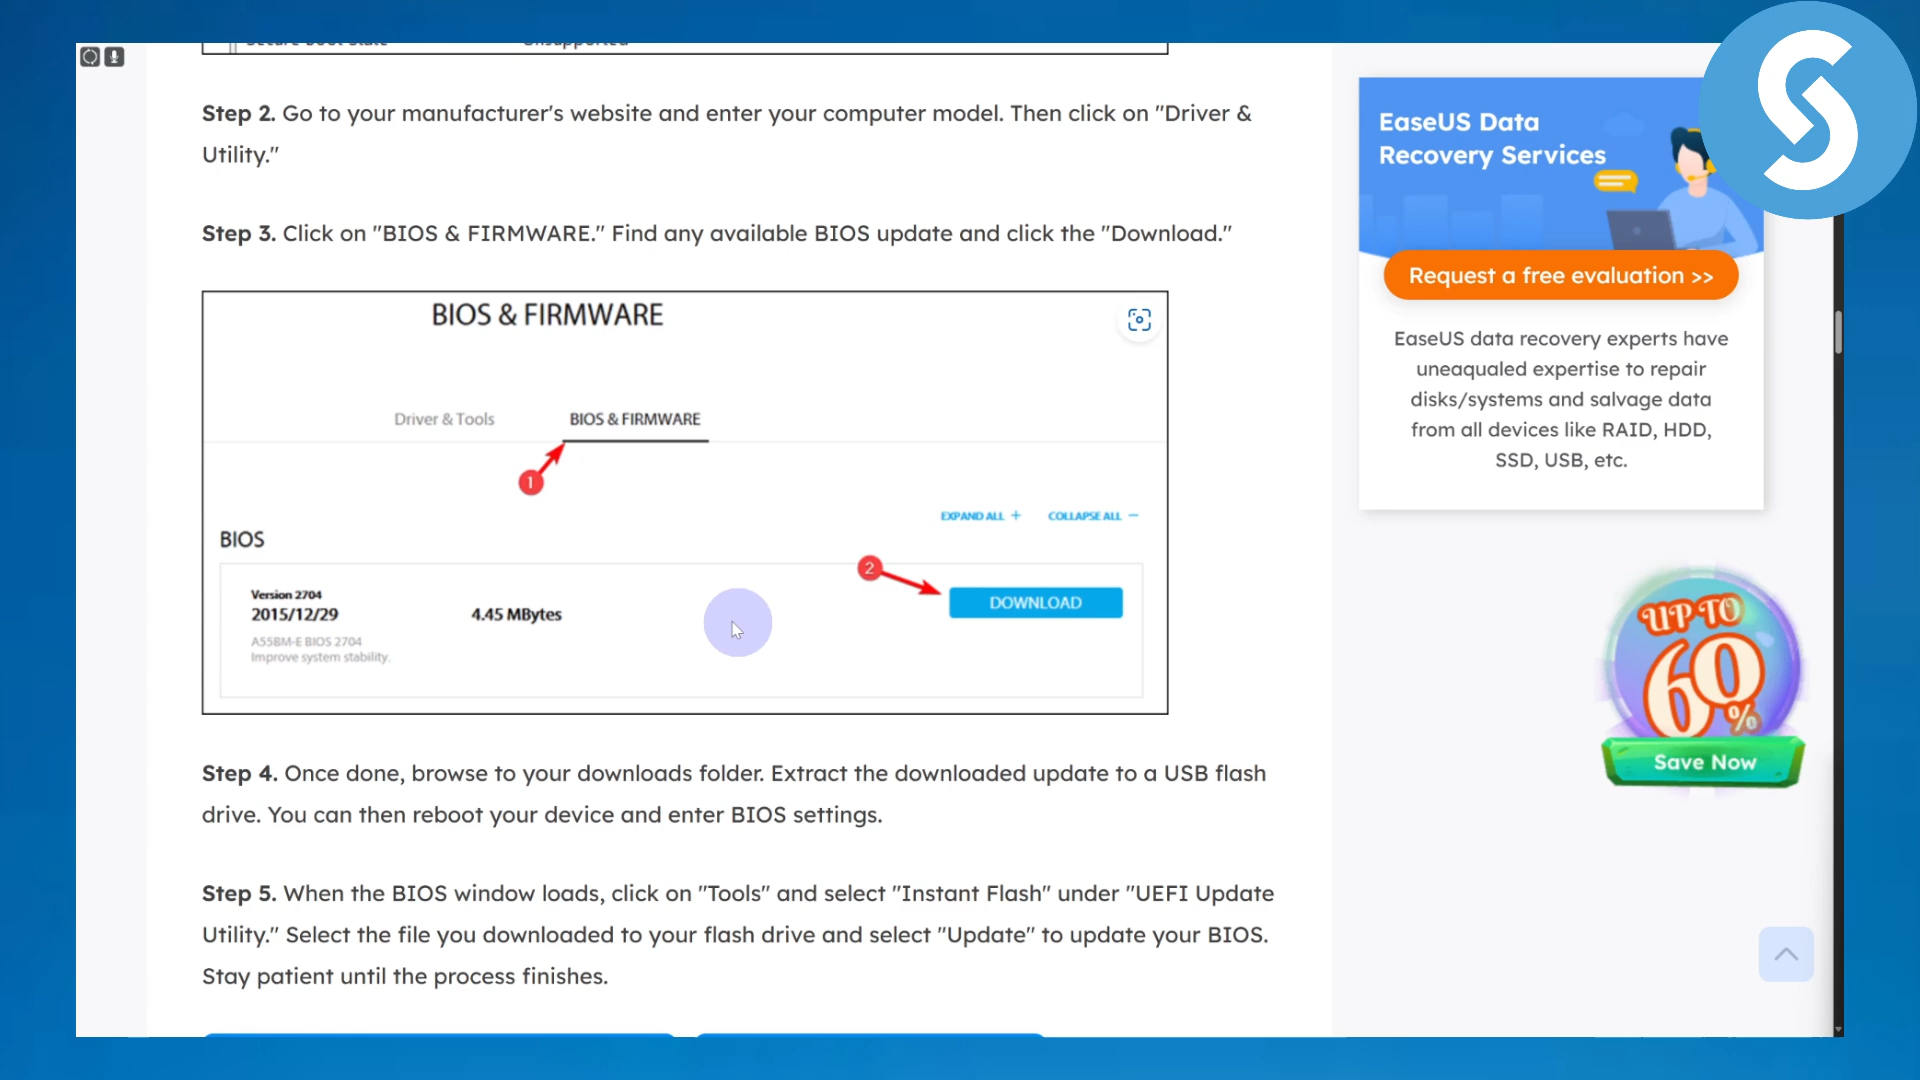 Secure Boot State Unsupported
Step 2. Go to your manufacturer's website and enter your computer model. Then click on "Driver &
Utility."
Step 3. Click on "BIOS & FIRMWARE." Find any available BIOS update and click the "Download."
BIOS & FIRMWARE
Driver & Tools BIOS & FIRMWARE
1
EXPAND ALL + COLLAPSE ALL −
BIOS
2
Version 2704
2015/12/29 4.45 MBytes DOWNLOAD
A55BM-E BIOS 2704
Improve system stability.
Step 4. Once done, browse to your downloads folder. Extract the downloaded update to a USB flash
drive. You can then reboot your device and enter BIOS settings.
Step 5. When the BIOS window loads, click on "Tools" and select "Instant Flash" under "UEFI Update
Utility." Select the file you downloaded to your flash drive and select "Update" to update your BIOS.
Stay patient until the process finishes.
EaseUS Data
Recovery Services
Request a free evaluation >>
EaseUS data recovery experts have
uneaqualed expertise to repair
disks/systems and salvage data
from all devices like RAID, HDD,
SSD, USB, etc.
UP TO
60%
Save Now
S